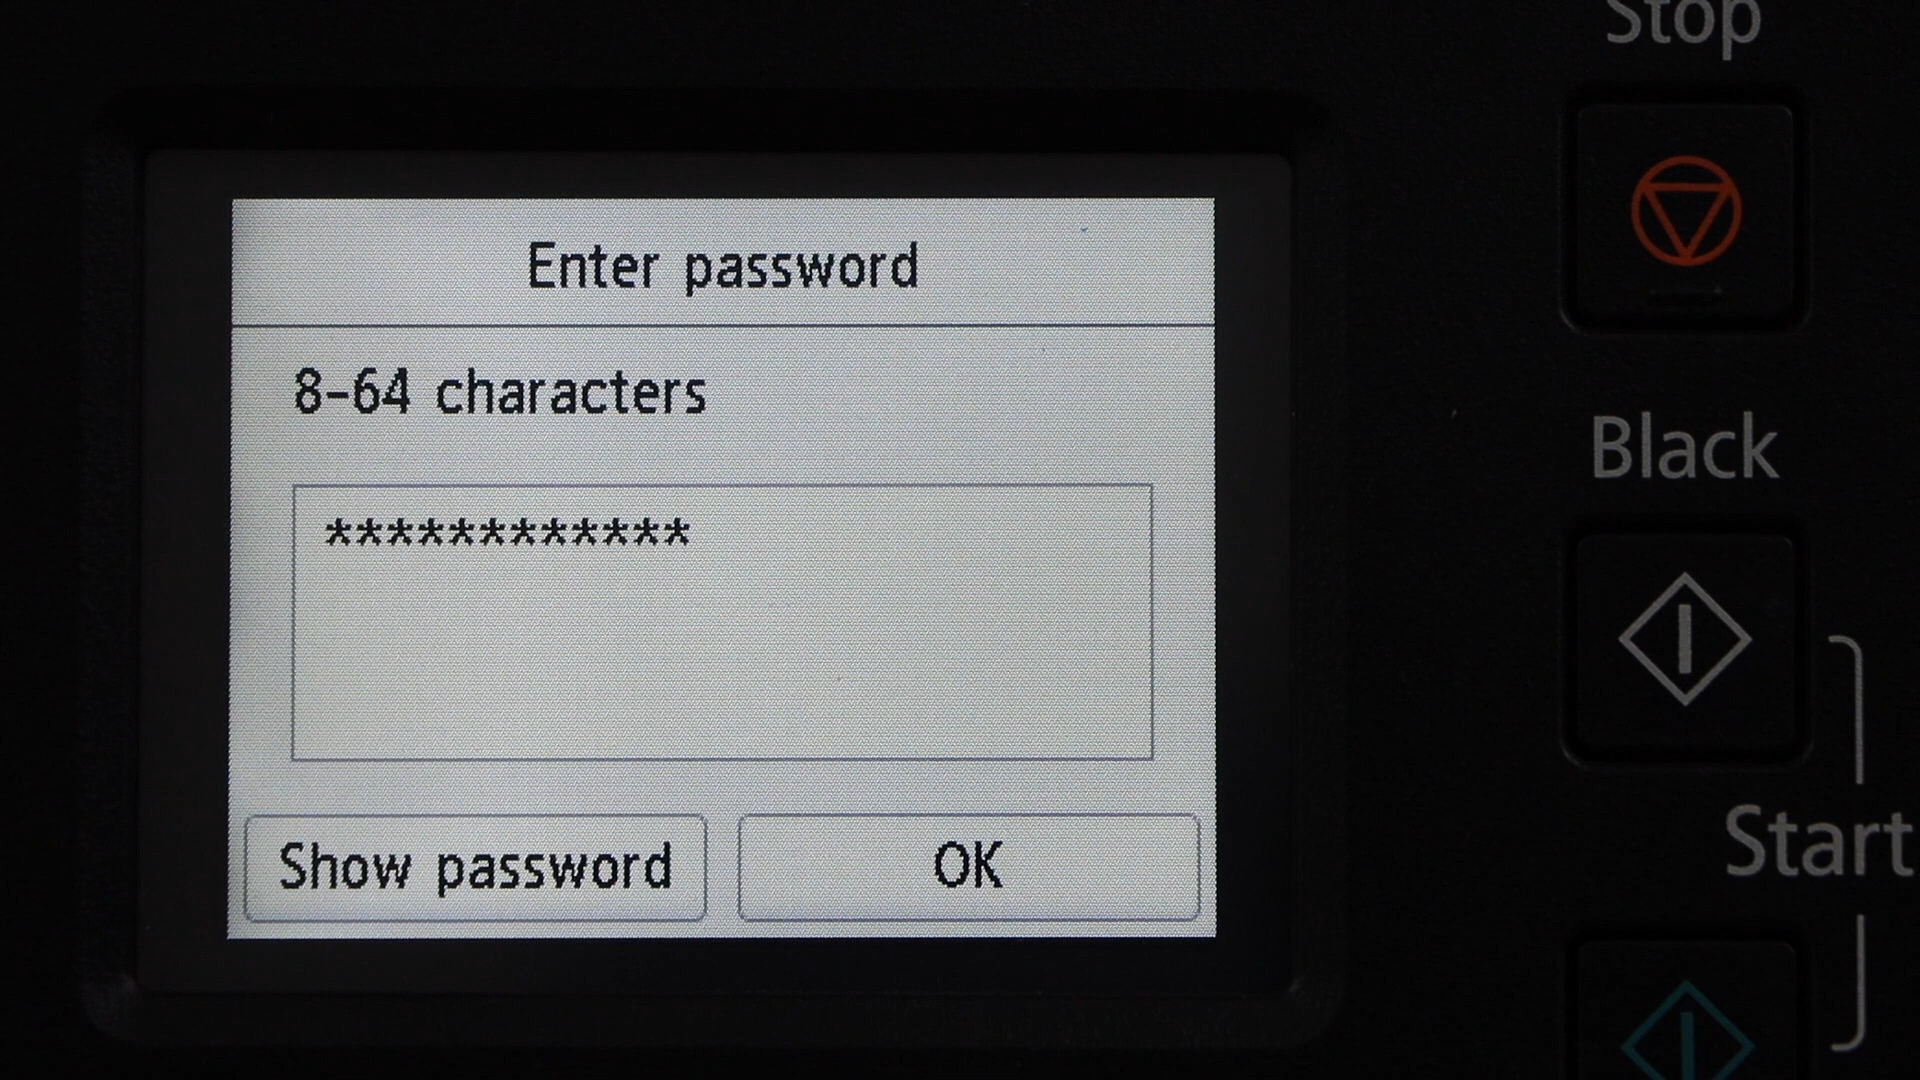 Stop
Enter password
8-64 characters
************
Black
Show password
OK
Start